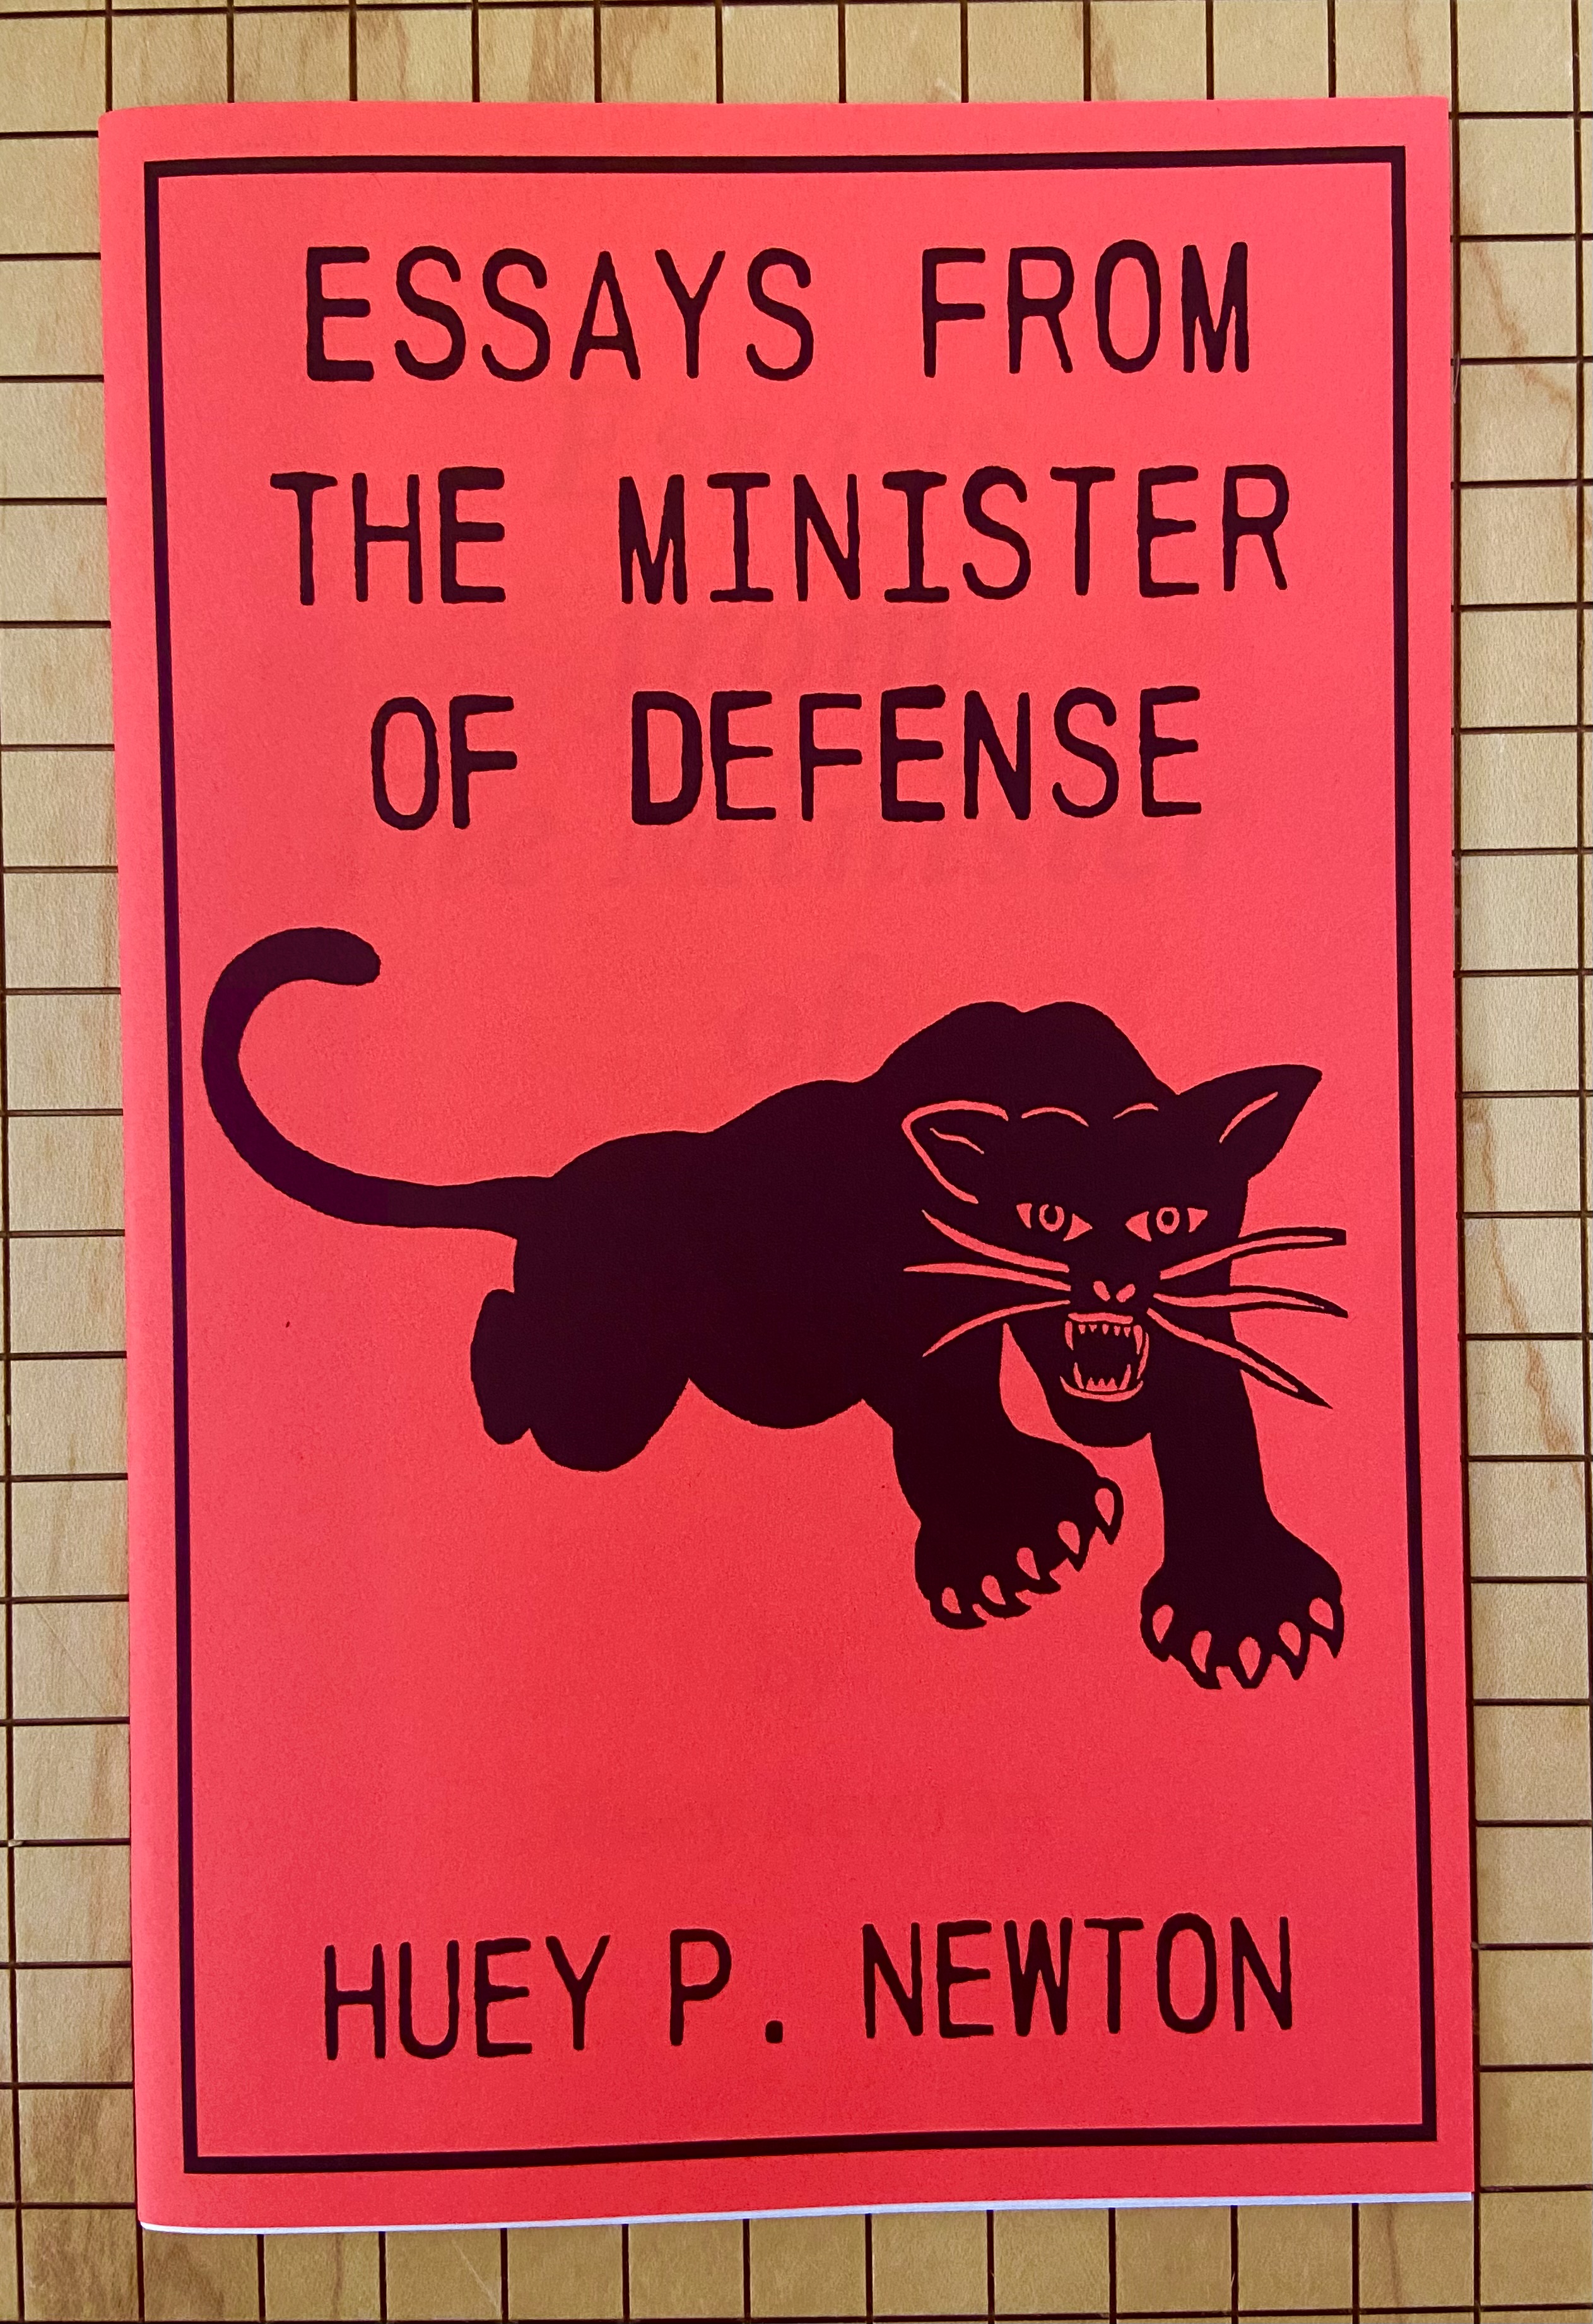 ESSAYS FROM
THE MINISTER
OF DEFENSE
HUEY P. NEWTON